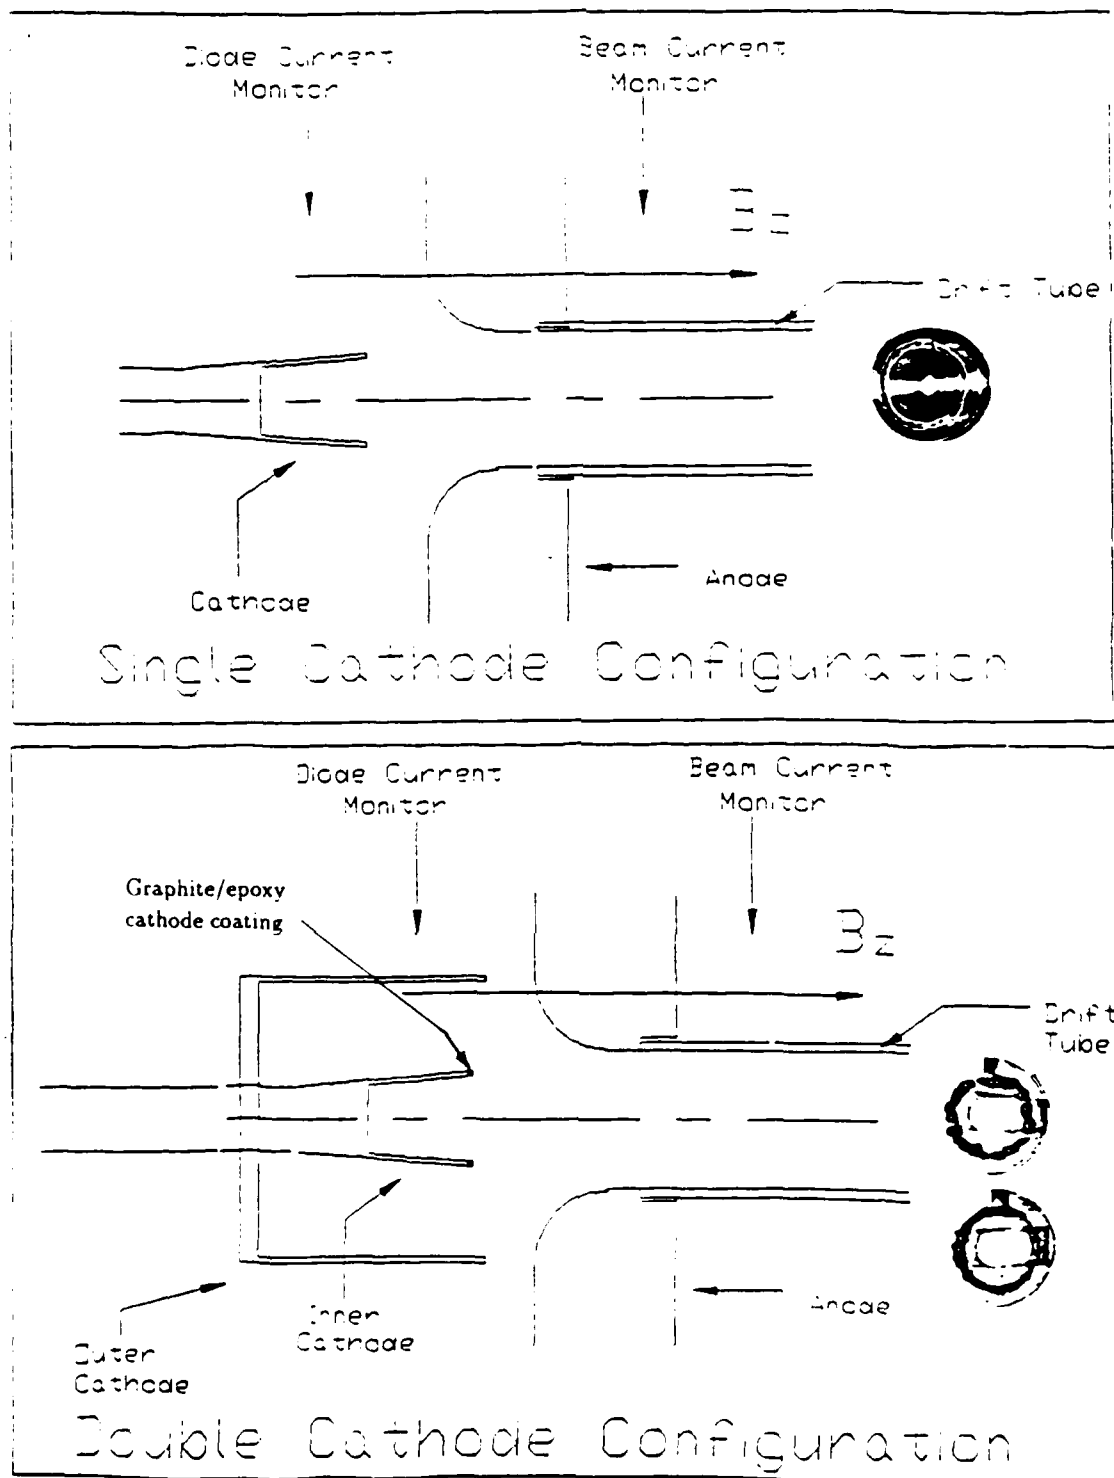 Diode Current
Monitor
Beam Current
Monitor
Bz
Drift Tube
Cathode
Anode
Single Cathode Configuration
Diode Current
Monitor
Beam Current
Monitor
Graphite/epoxy
cathode coating
Bz
Drift
Tube
Anode
Inner
Cathode
Outer
Cathode
Double Cathode Configuration